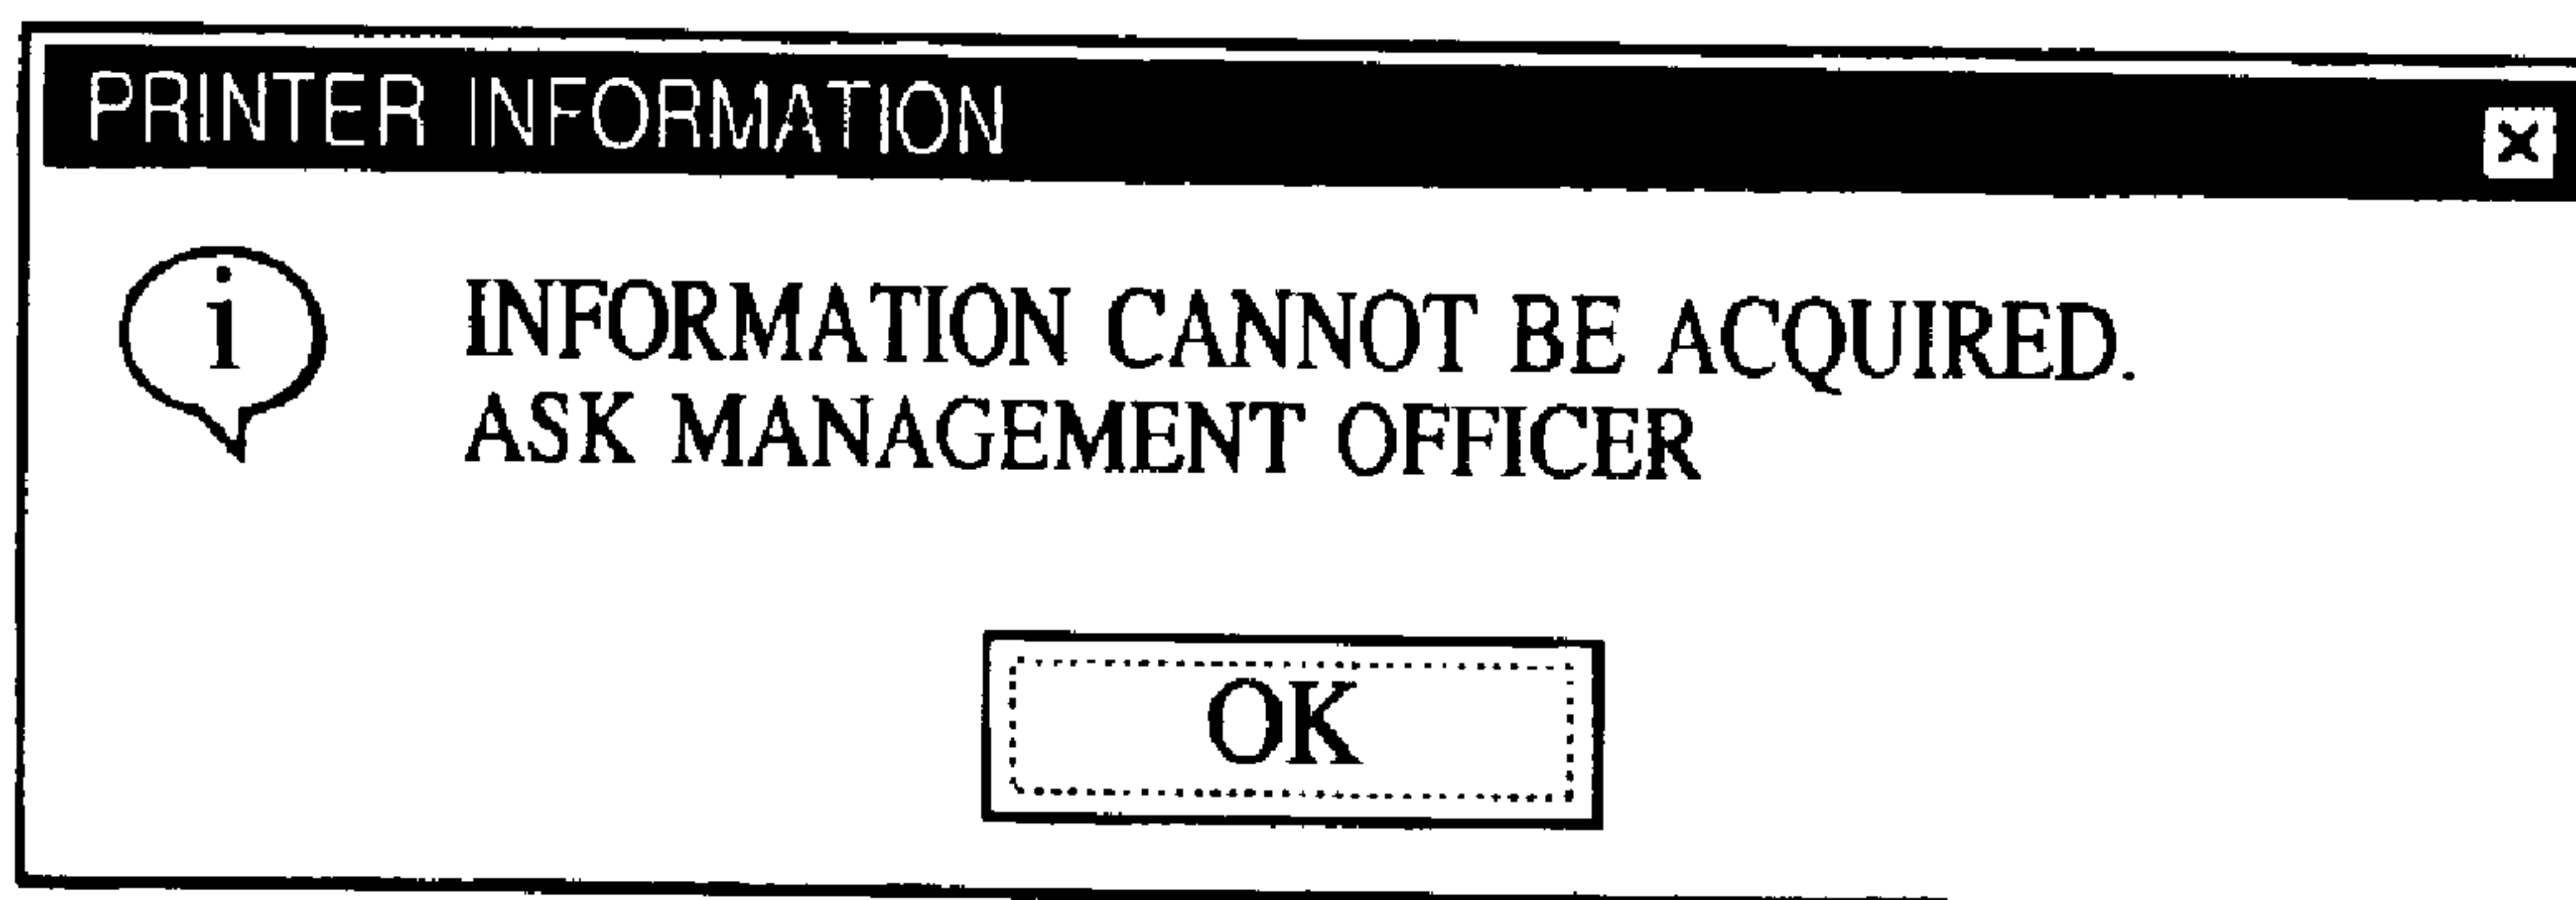 PRINTER INFORMATION
i
INFORMATION CANNOT BE ACQUIRED.
ASK MANAGEMENT OFFICER
OK